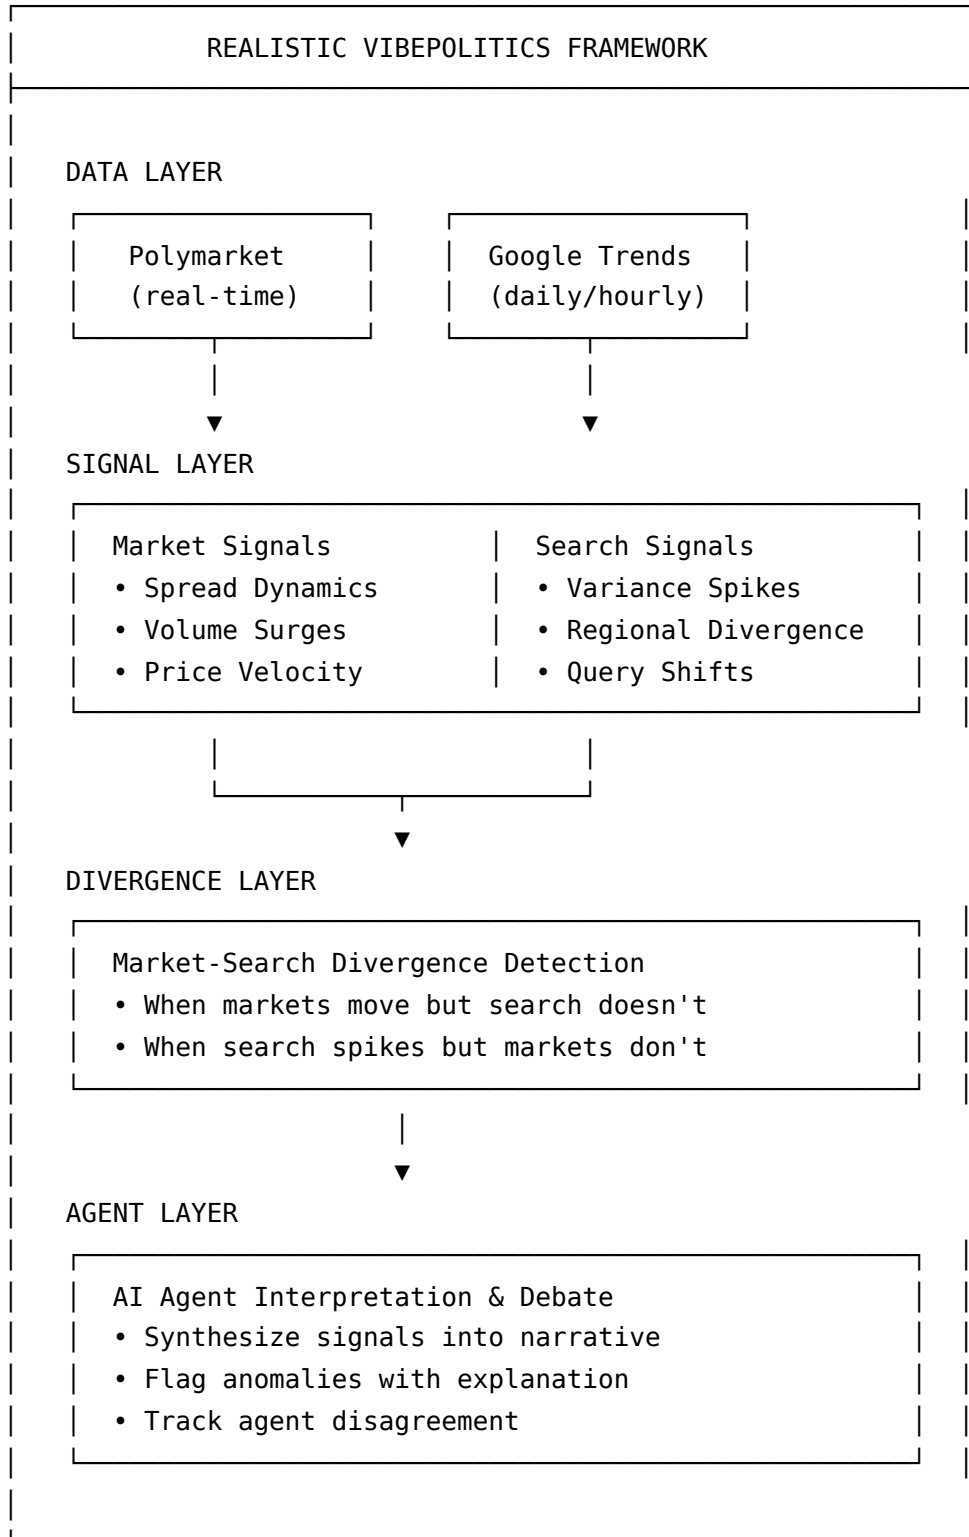 REALISTIC VIBEPOLITICS FRAMEWORK
DATA LAYER
Polymarket Google Trends
(real-time) (daily/hourly)
SIGNAL LAYER
Market Signals Search Signals
• Spread Dynamics • Variance Spikes
• Volume Surges • Regional Divergence
• Price Velocity • Query Shifts
DIVERGENCE LAYER
Market-Search Divergence Detection
• When markets move but search doesn't
• When search spikes but markets don't
AGENT LAYER
AI Agent Interpretation & Debate
• Synthesize signals into narrative
• Flag anomalies with explanation
• Track agent disagreement